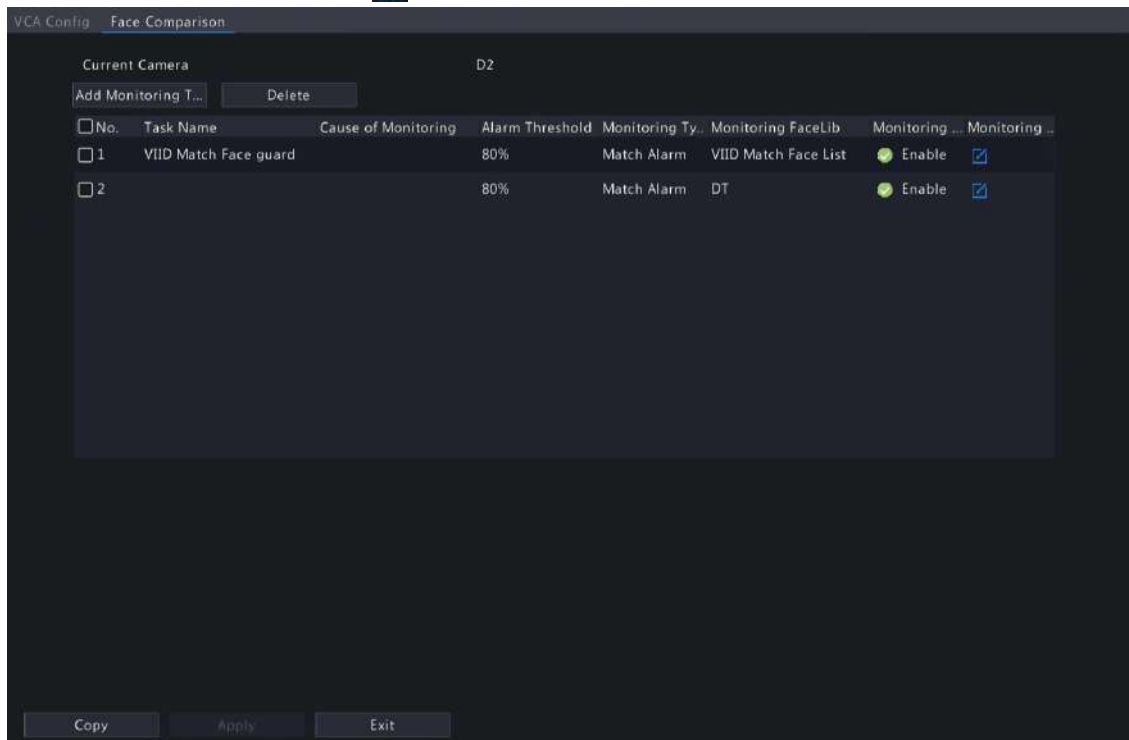 VCA Config Face Comparison
Current Camera D2
Add Monitoring T... Delete
No. Task Name Cause of Monitoring Alarm Threshold Monitoring Ty.. Monitoring FaceLib Monitoring ... Monitoring ..
1 VIID Match Face guard 80% Match Alarm VIID Match Face List Enable
2 80% Match Alarm DT Enable
Copy Apply Exit